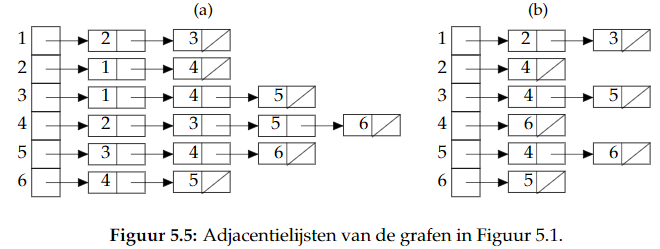 (a) (b)
1 2 3 1 2 3
2 1 4 2 4
3 1 4 5 3 4 5
4 2 3 5 6 4 6
5 3 4 6 5 4 6
6 4 5 6 5
Figuur 5.5: Adjacentielijsten van de grafen in Figuur 5.1.